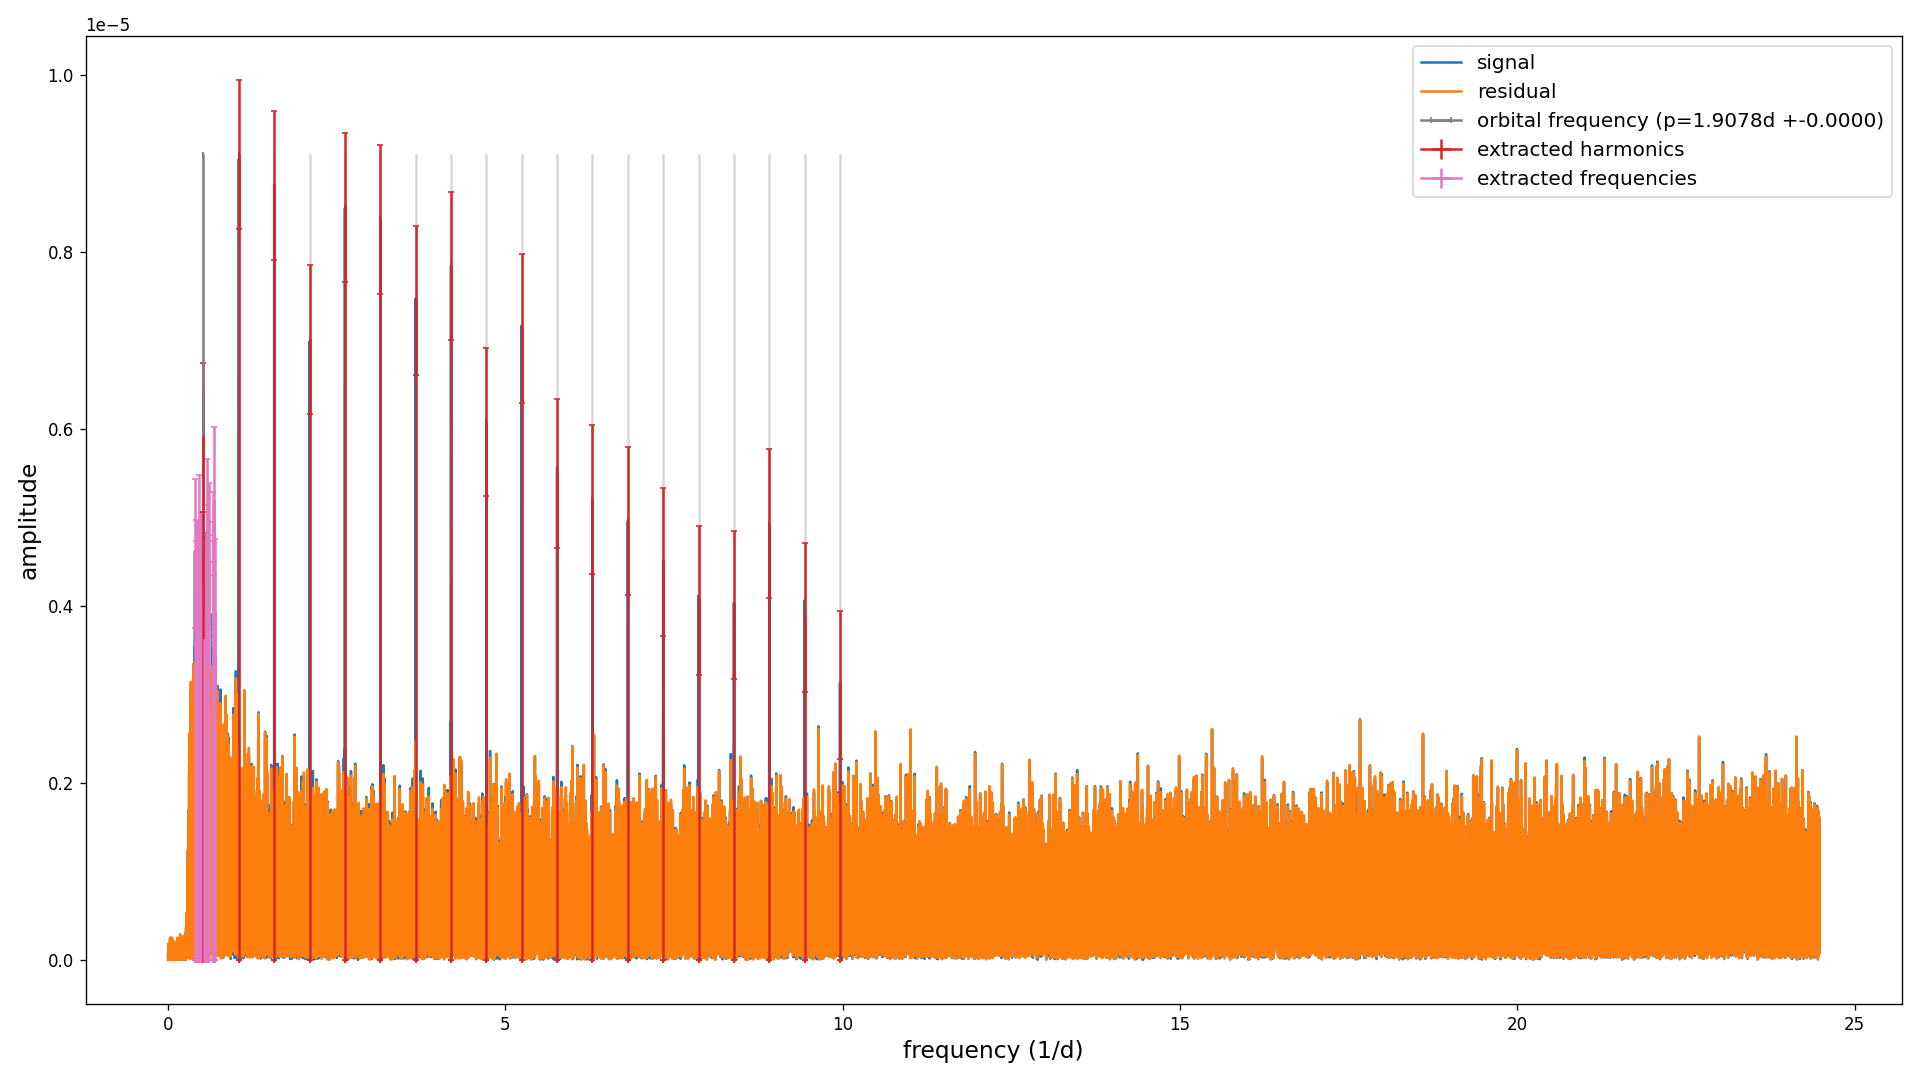 1e−5
1.0
0.8
0.6
0.4
0.2
0.0
amplitude
signal
residual
orbital frequency (p=1.9078d +-0.0000)
extracted harmonics
extracted frequencies
0
5
10
15
20
25
frequency (1/d)